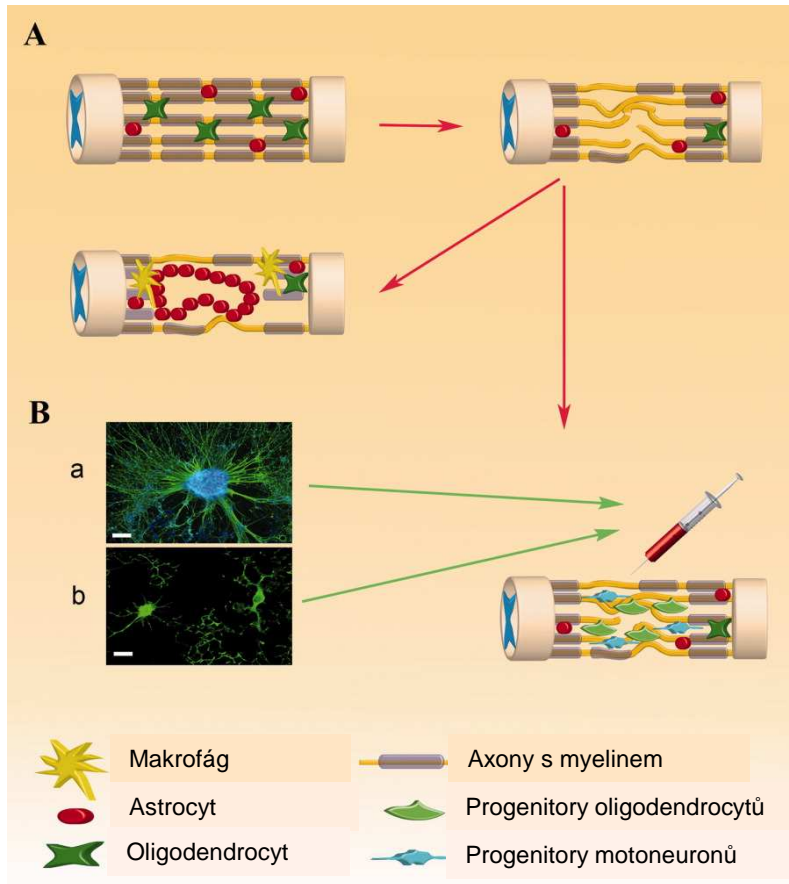 A
B
a
b
Makrofág
Axony s myelinem
Astrocyt
Progenitory oligodendrocytů
Oligodendrocyt
Progenitory motoneuronů